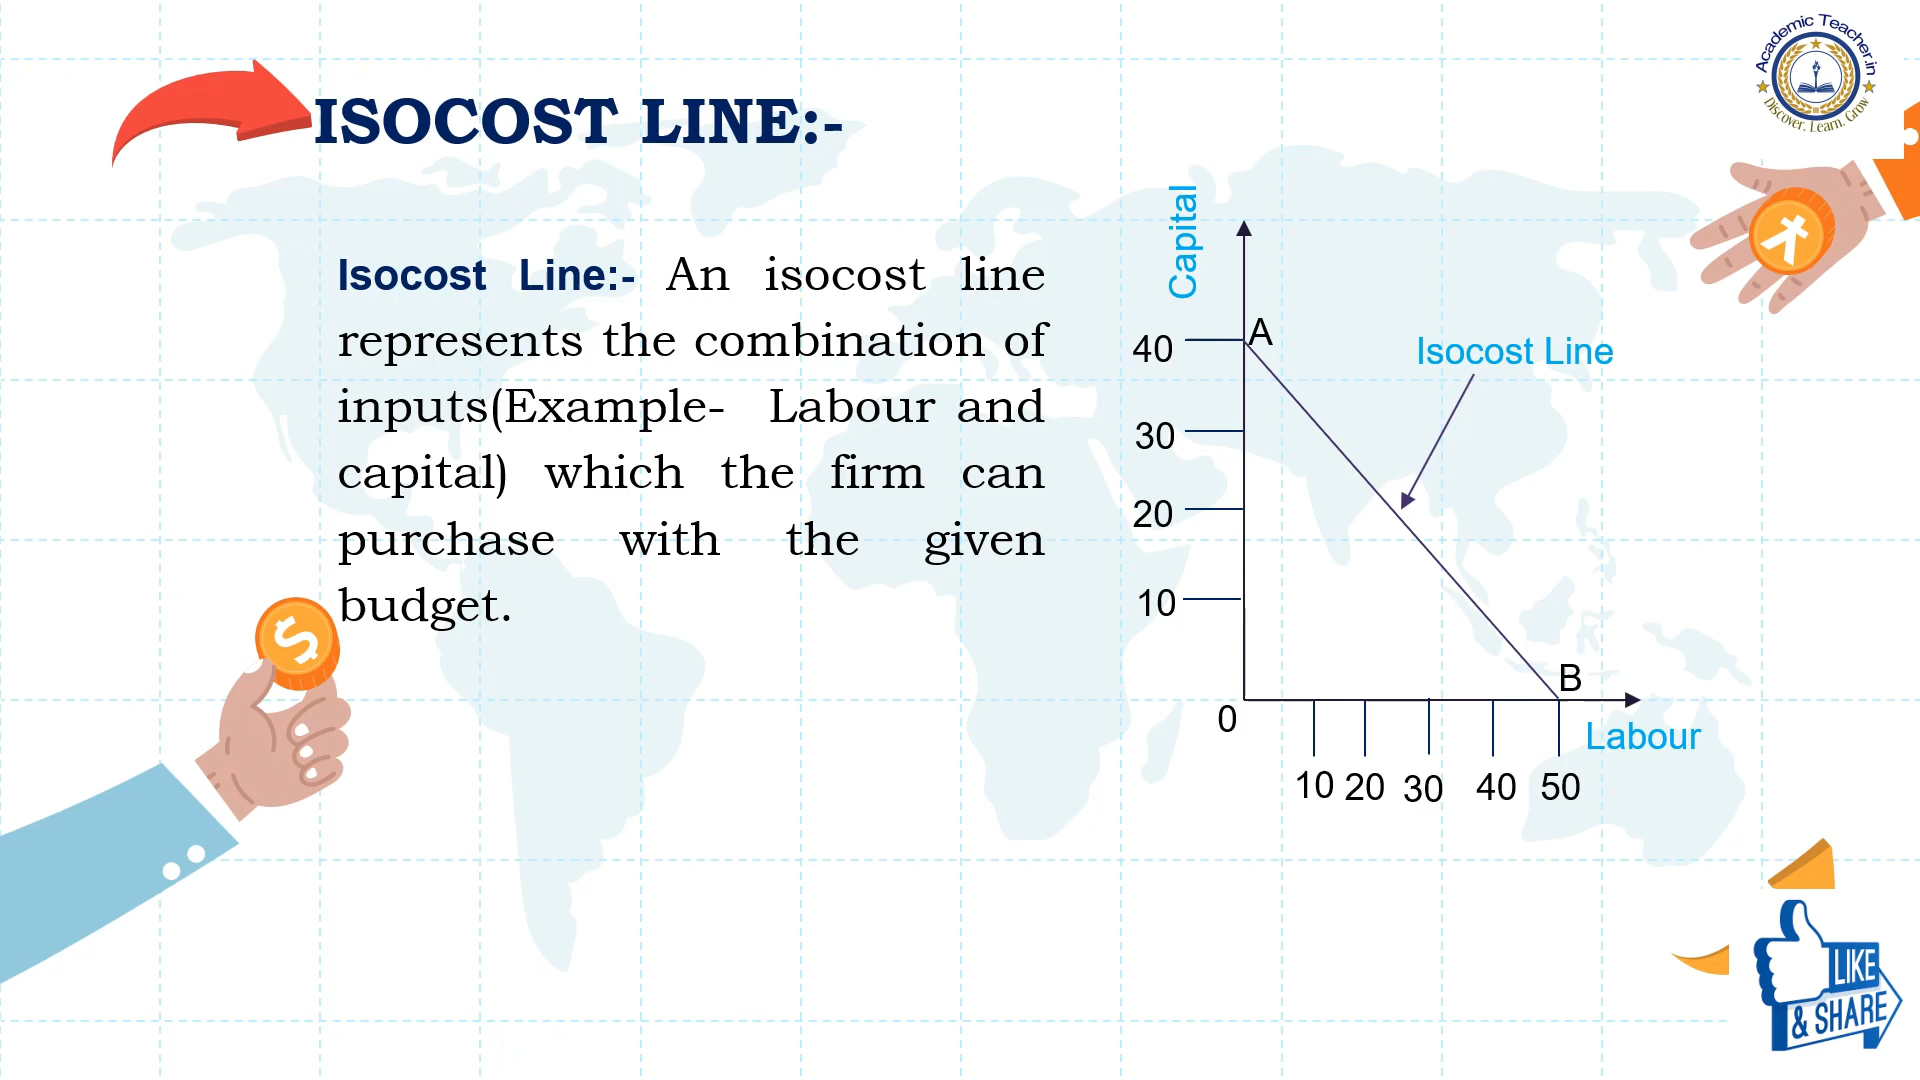 Academic Teacher.in
Discover. Learn. Grow
ISOCOST LINE:-
Isocost Line:- An isocost line
represents the combination of
inputs(Example- Labour and
capital) which the firm can
purchase with the given
budget.
Capital
A
40
30
20
10
Isocost Line
B
0
Labour
10 20 30 40 50
$
LIKE
& SHARE